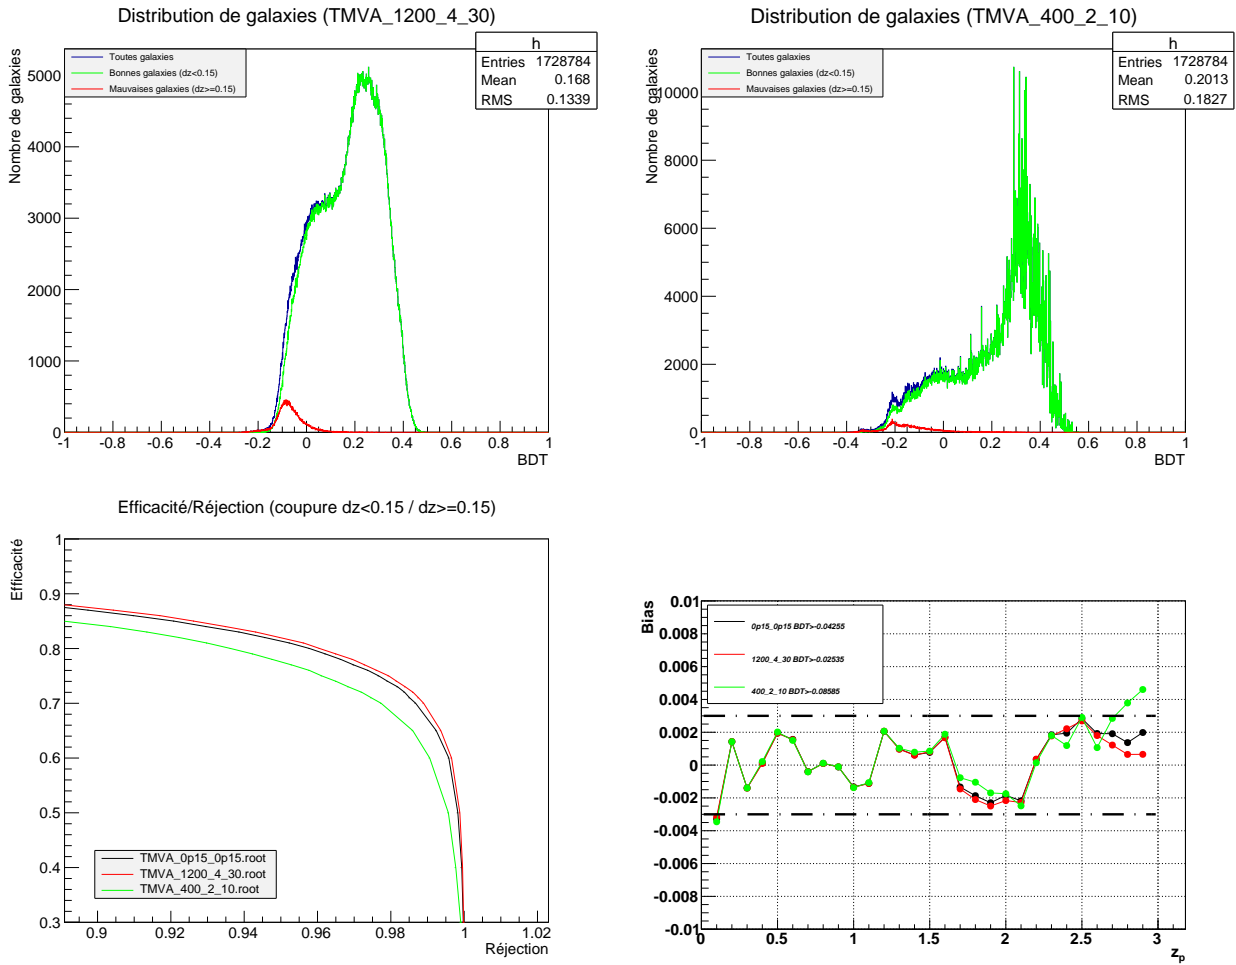 Distribution de galaxies (TMVA_1200_4_30)
h
Entries 1728784
Mean 0.168
RMS 0.1339
Toutes galaxies
Bonnes galaxies (dz<0.15)
Mauvaises galaxies (dz>=0.15)
Nombre de galaxies
5000
4000
3000
2000
1000
0
-1 -0.8 -0.6 -0.4 -0.2 0 0.2 0.4 0.6 0.8 1
BDT
Distribution de galaxies (TMVA_400_2_10)
h
Entries 1728784
Mean 0.2013
RMS 0.1827
Toutes galaxies
Bonnes galaxies (dz<0.15)
Mauvaises galaxies (dz>=0.15)
Nombre de galaxies
10000
8000
6000
4000
2000
0
-1 -0.8 -0.6 -0.4 -0.2 0 0.2 0.4 0.6 0.8 1
BDT
Efficacité/Réjection (coupure dz<0.15 / dz>=0.15)
Efficacité
1
0.9
0.8
0.7
0.6
0.5
0.4
0.3
TMVA_0p15_0p15.root
TMVA_1200_4_30.root
TMVA_400_2_10.root
0.9 0.92 0.94 0.96 0.98 1 1.02
Réjection
Bias
0.01
0.008
0.006
0.004
0.002
0
-0.002
-0.004
-0.006
-0.008
-0.01
0p15_0p15 BDT>-0.04255
1200_4_30 BDT>-0.02535
400_2_10 BDT>-0.08585
0 0.5 1 1.5 2 2.5 3
zp